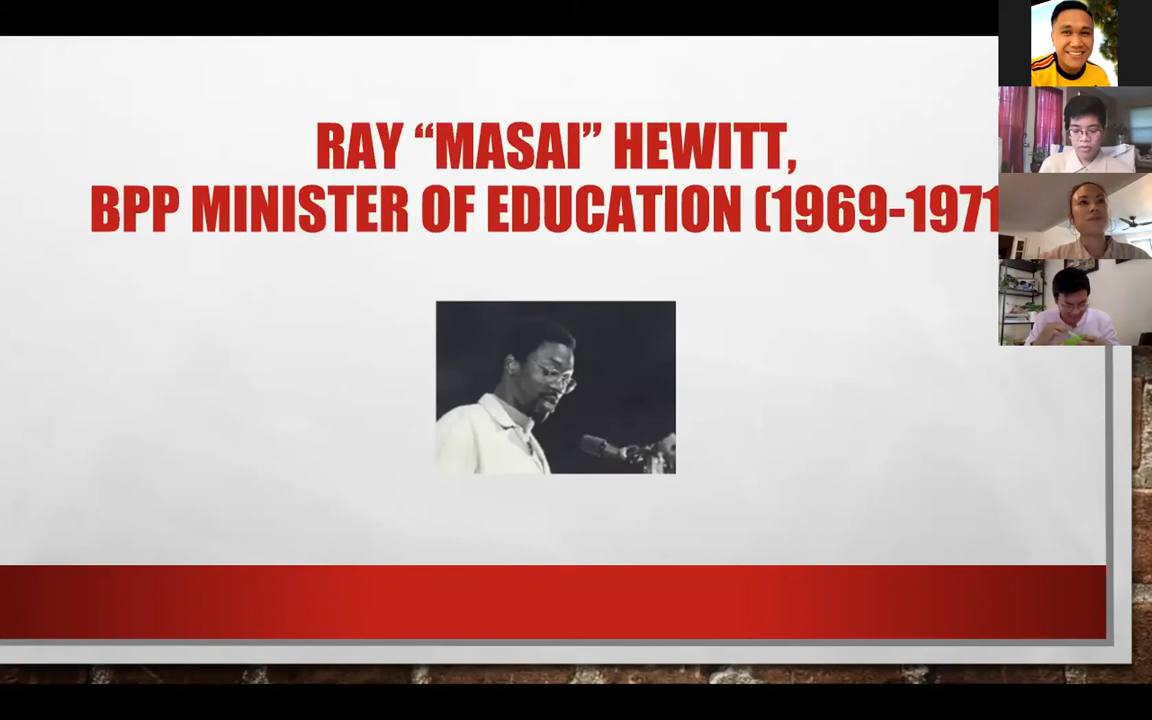 RAY “MASAI” HEWITT,
BPP MINISTER OF EDUCATION (1969-1971